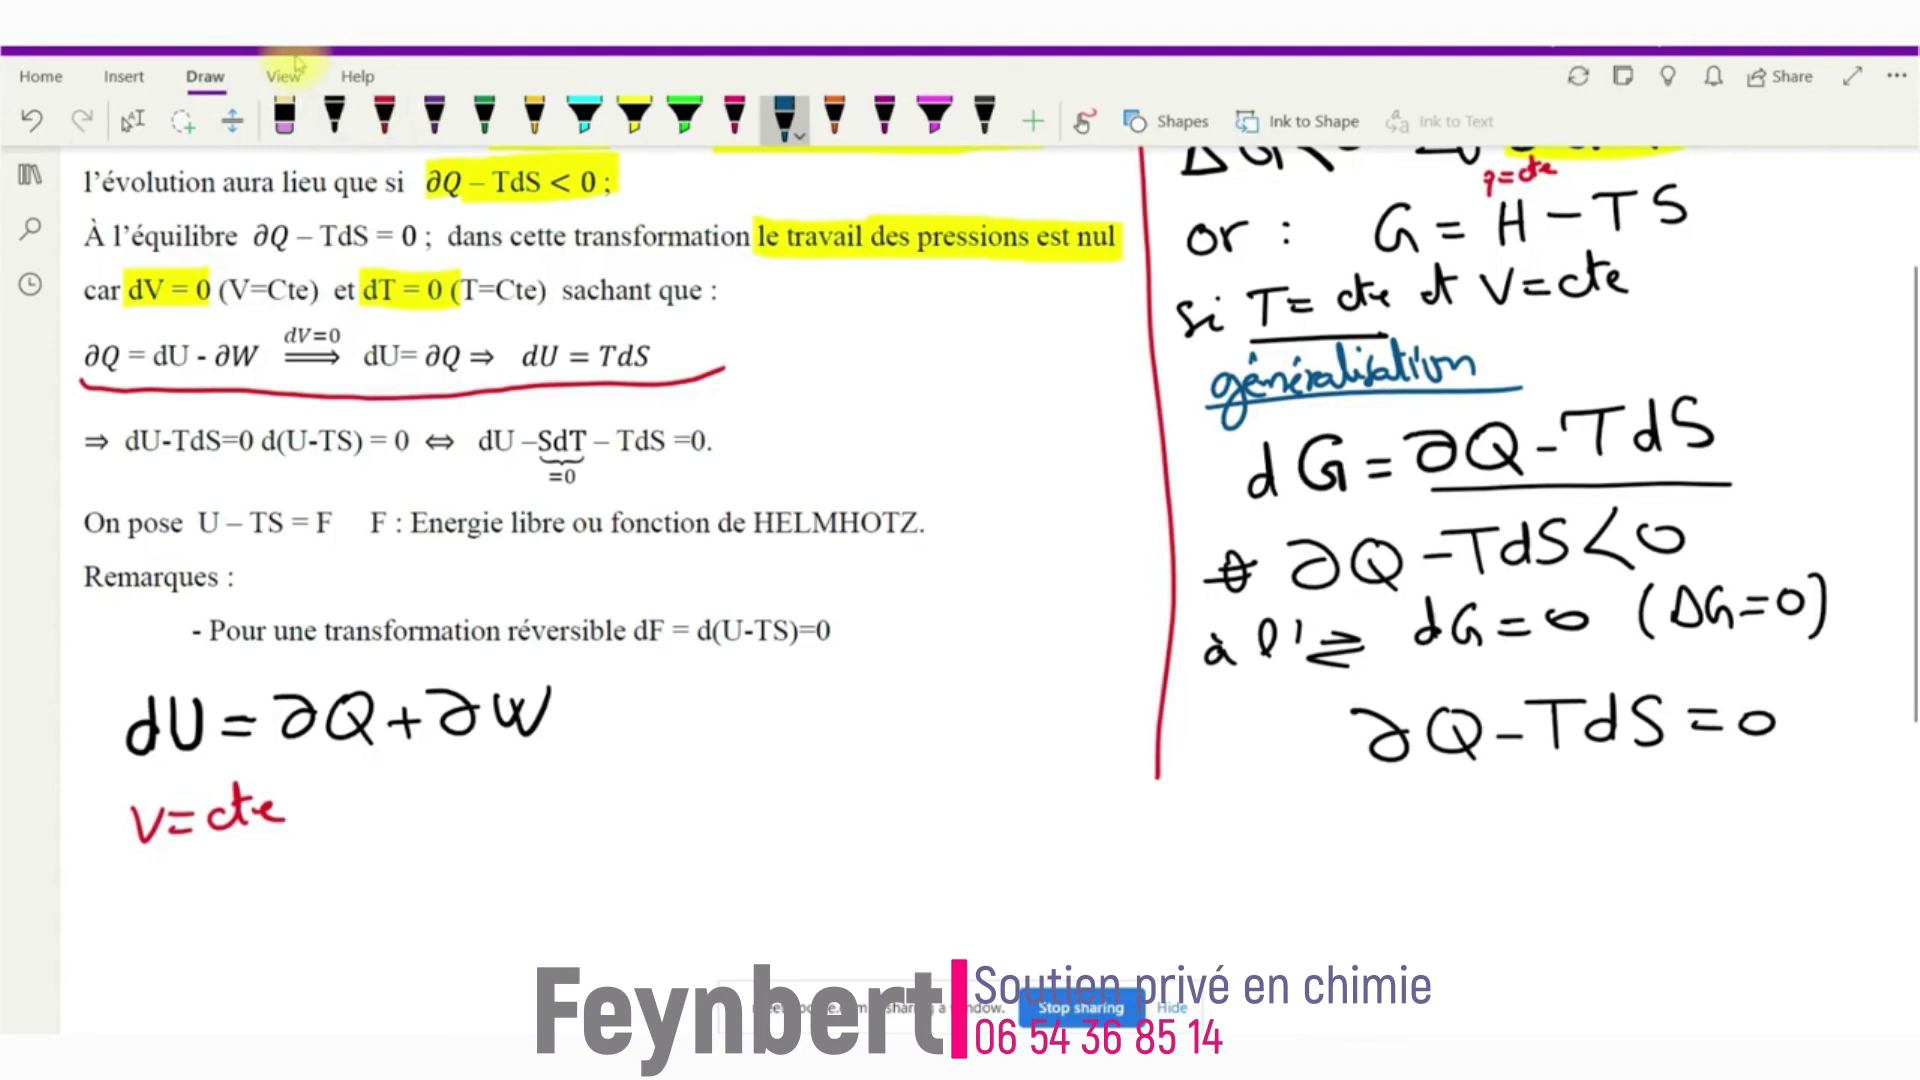 Home Insert Draw View Help
Share
Shapes Ink to Shape Ink to Text
l'évolution aura lieu que si ∂Q – TdS < 0 ;
À l'équilibre ∂Q – TdS = 0 ; dans cette transformation le travail des pressions est nul
car dV = 0 (V=Cte) et dT = 0 (T=Cte) sachant que :
∂Q = dU - ∂W ⟹ dV=0 dU= ∂Q ⇒ dU = TdS
⇒ dU-TdS=0 d(U-TS) = 0 ⇔ dU –SdT – TdS =0.
=0
On pose U – TS = F F : Energie libre ou fonction de HELMHOTZ.
Remarques :
- Pour une transformation réversible dF = d(U-TS)=0
dU = ∂Q + ∂W
V = cte
P=cte
or : G = H - TS
si T= cte et V=cte
généralisation
dG = ∂Q - TdS
∂Q - TdS < 0
à l'⇌ dG = 0 (ΔG=0)
∂Q - TdS = 0
Feynbert
Soutien privé en chimie
06 54 36 85 14
Stop sharing Hide